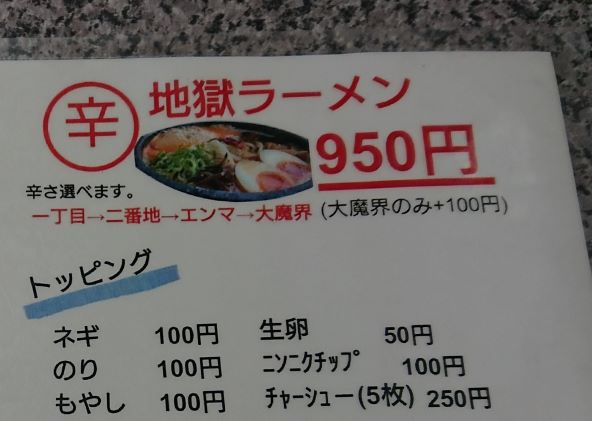 辛 地獄ラーメン
950円
辛さ選べます。
一丁目→二番地→エンマ→大魔界 (大魔界のみ+100円)
トッピング
ネギ 100円 生卵 50円
のり 100円 ﾆﾝﾆｸﾁｯﾌﾟ 100円
もやし 100円 ﾁｬｰｼｭｰ(5枚) 250円